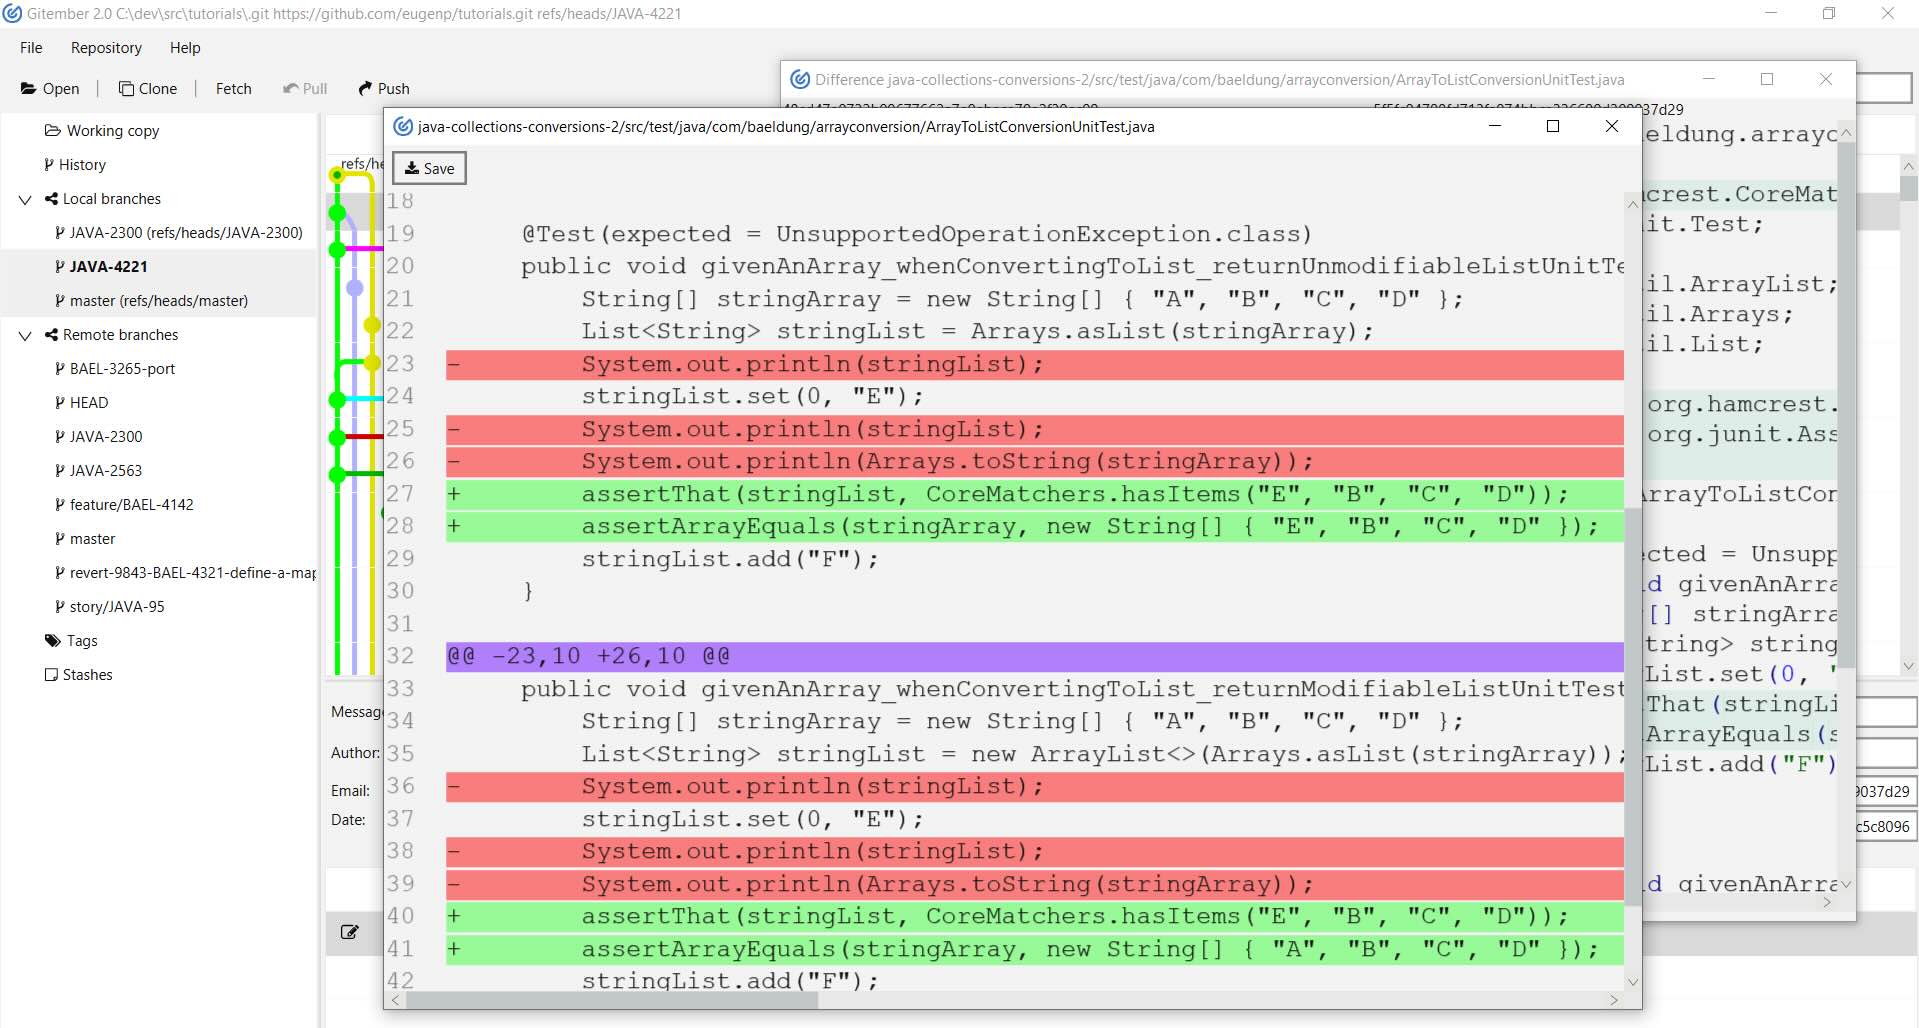 Gitember 2.0 C:\dev\src\tutorials\.git https://github.com/eugenp/tutorials.git refs/heads/JAVA-4221
File Repository Help
Open Clone Fetch Pull Push
Working copy
History
Local branches
JAVA-2300 (refs/heads/JAVA-2300)
JAVA-4221
master (refs/heads/master)
Remote branches
BAEL-3265-port
HEAD
JAVA-2300
JAVA-2563
feature/BAEL-4142
master
revert-9843-BAEL-4321-define-a-map
story/JAVA-95
Tags
Stashes
refs/he
Message
Author:
Email:
Date:
Difference java-collections-conversions-2/src/test/java/com/baeldung/arrayconversion/ArrayToListConversionUnitTest.java
37d29
java-collections-conversions-2/src/test/java/com/baeldung/arrayconversion/ArrayToListConversionUnitTest.java
Save
18
19 @Test(expected = UnsupportedOperationException.class)
20 public void givenAnArray_whenConvertingToList_returnUnmodifiableListUnitTe
21 String[] stringArray = new String[] { "A", "B", "C", "D" };
22 List<String> stringList = Arrays.asList(stringArray);
23 - System.out.println(stringList);
24 stringList.set(0, "E");
25 - System.out.println(stringList);
26 - System.out.println(Arrays.toString(stringArray));
27 + assertThat(stringList, CoreMatchers.hasItems("E", "B", "C", "D"));
28 + assertArrayEquals(stringArray, new String[] { "E", "B", "C", "D" });
29 stringList.add("F");
30 }
31
32 @@ -23,10 +26,10 @@
33 public void givenAnArray_whenConvertingToList_returnModifiableListUnitTest
34 String[] stringArray = new String[] { "A", "B", "C", "D" };
35 List<String> stringList = new ArrayList<>(Arrays.asList(stringArray));
36 - System.out.println(stringList);
37 stringList.set(0, "E");
38 - System.out.println(stringList);
39 - System.out.println(Arrays.toString(stringArray));
40 + assertThat(stringList, CoreMatchers.hasItems("E", "B", "C", "D"));
41 + assertArrayEquals(stringArray, new String[] { "A", "B", "C", "D" });
42 stringList.add("F");
eldung.arrayc
crest.CoreMat
it.Test;
il.ArrayList;
il.Arrays;
il.List;
org.hamcrest.
org.junit.Ass
ArrayToListCon
ected = Unsupp
d givenAnArra
[] stringArra
tring> string
List.set(0, "
That(stringLi
ArrayEquals(s
List.add("F")
d givenAnArra
9037d29
c5c8096